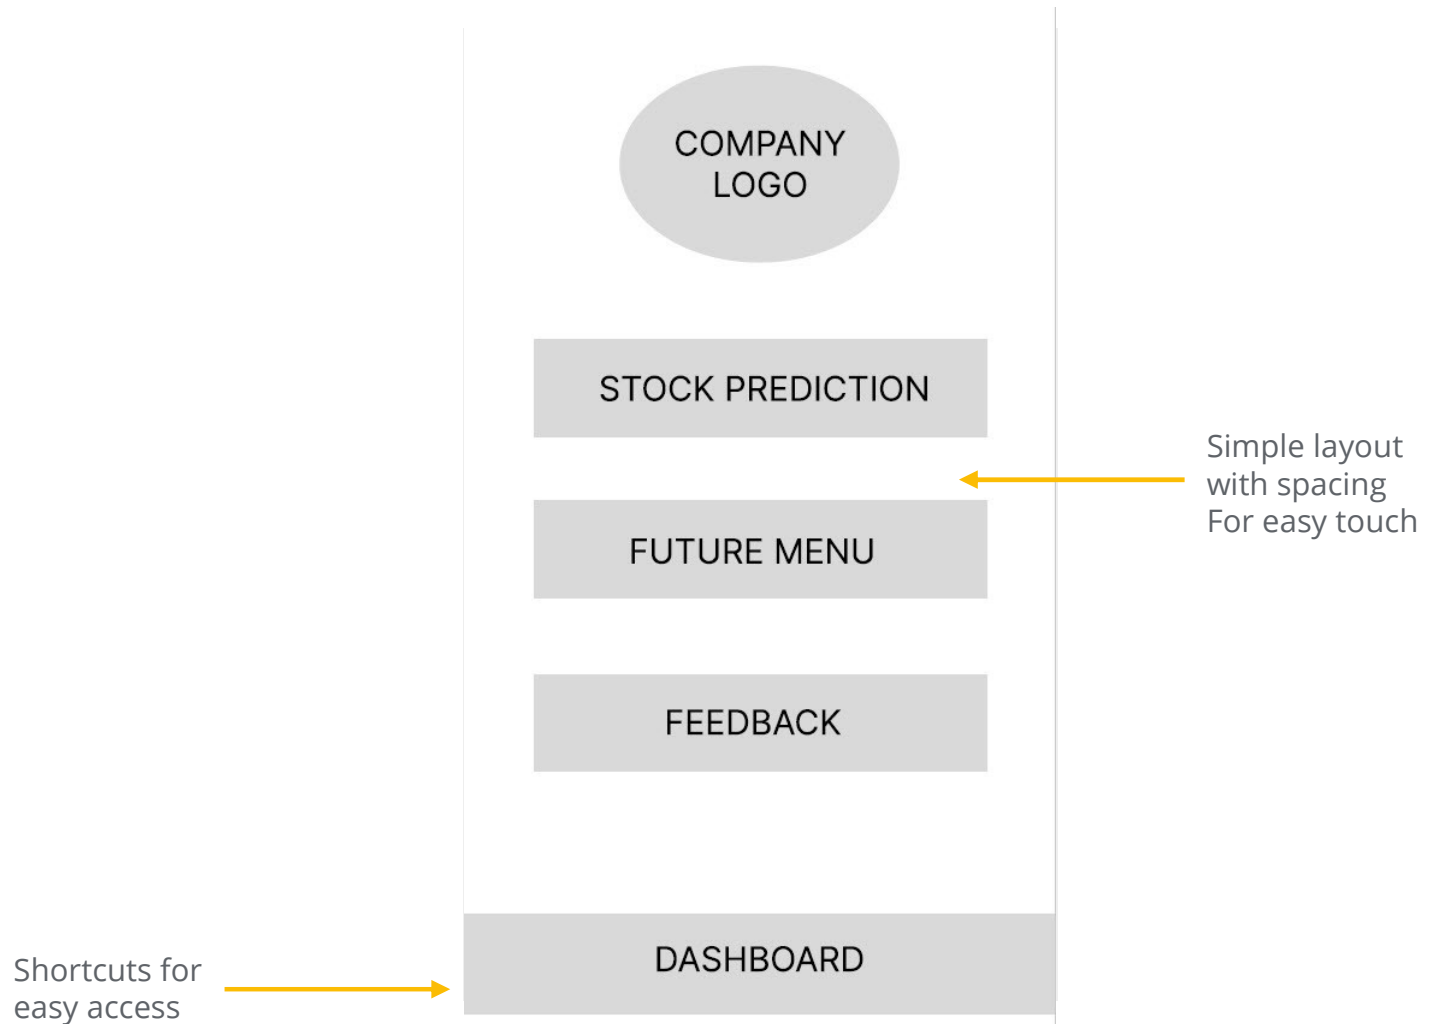 COMPANY
LOGO
STOCK PREDICTION
Simple layout
with spacing
For easy touch
FUTURE MENU
FEEDBACK
DASHBOARD
Shortcuts for
easy access